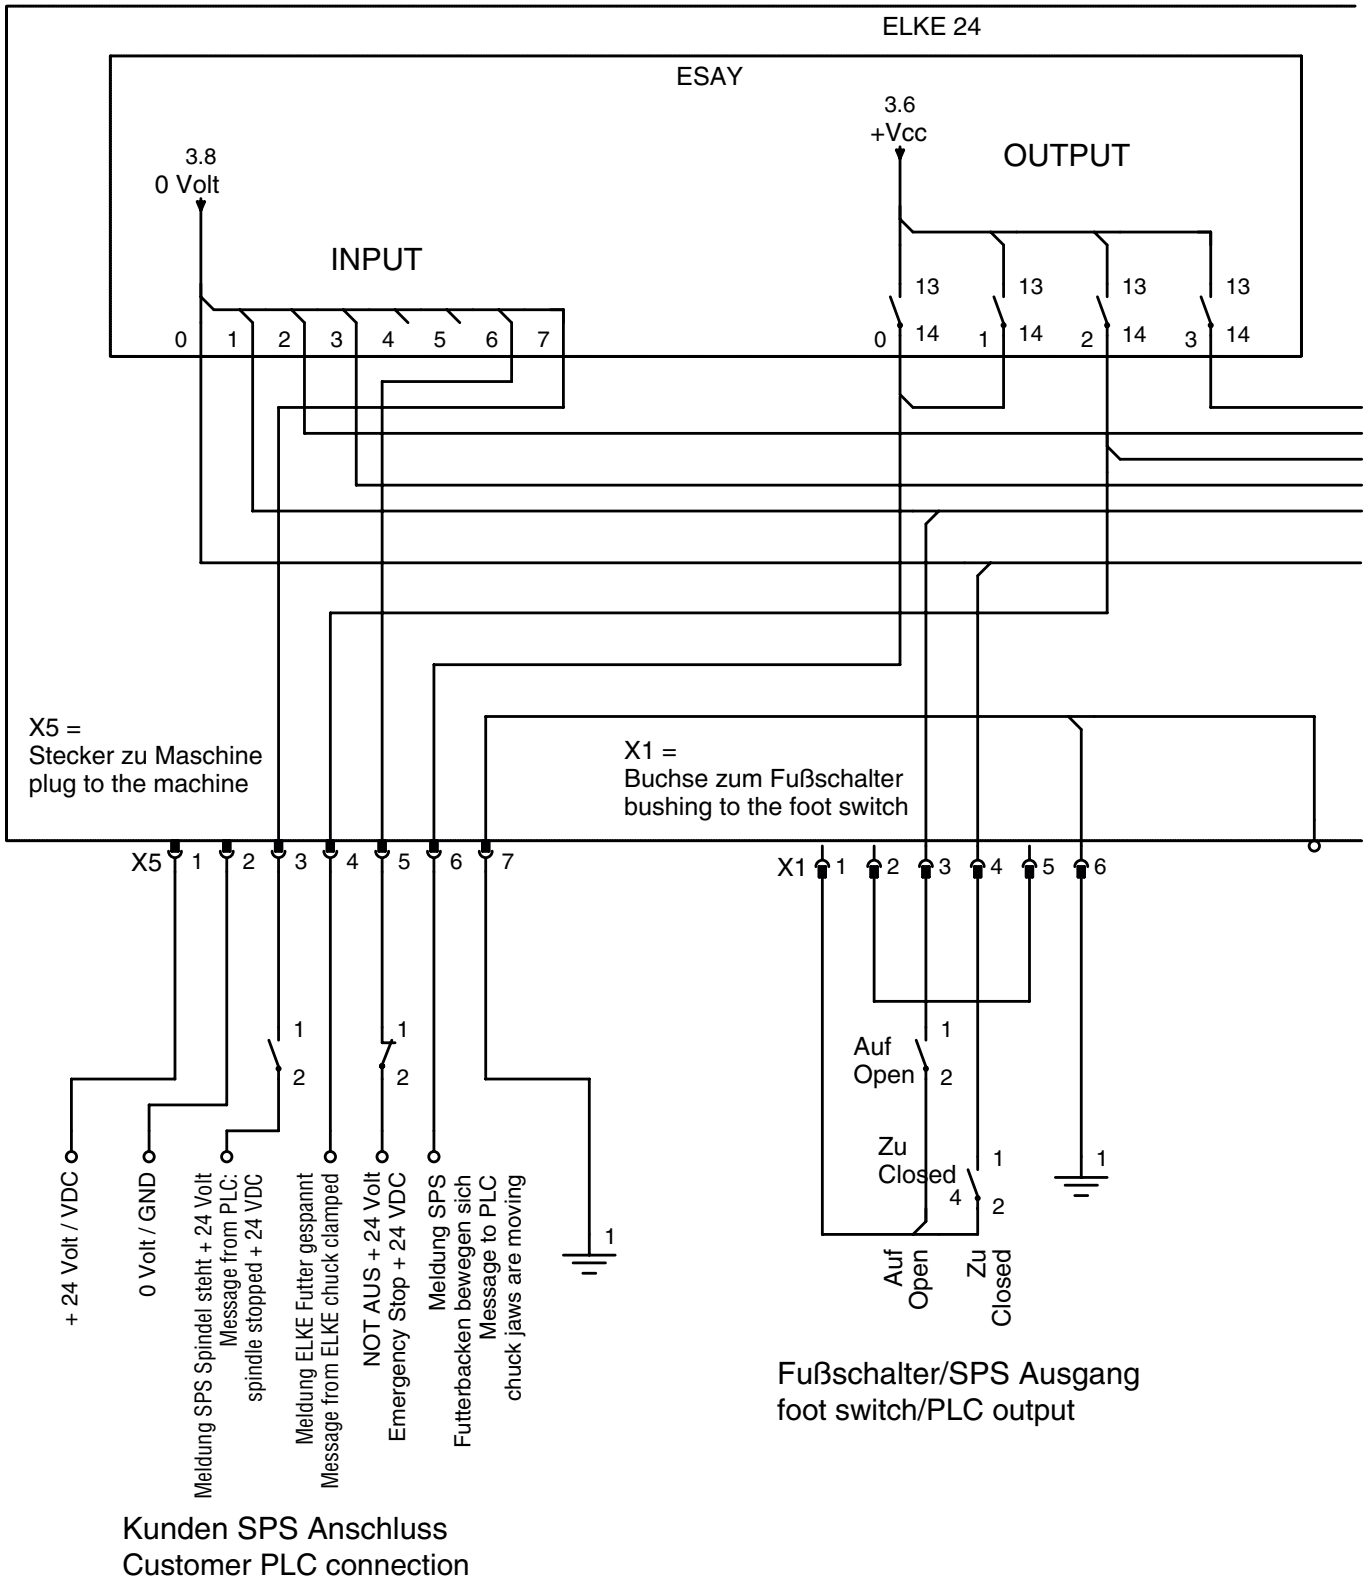 ELKE 24
ESAY
3.6
+Vcc
OUTPUT
3.8
0 Volt
INPUT
13 13 13 13
14 14 14 14
0 1 2 3 4 5 6 7
0 1 2 3
X5 =
Stecker zu Maschine
plug to the machine
X1 =
Buchse zum Fußschalter
bushing to the foot switch
X5 1 2 3 4 5 6 7
X1 1 2 3 4 5 6
1
2
1
2
Auf
Open
1
2
Zu
Closed
4
1
2
1
1
+ 24 Volt / VDC
0 Volt / GND
Meldung SPS Spindel steht + 24 Volt
Message from PLC:
spindle stopped + 24 VDC
Meldung ELKE Futter gespannt
Message from ELKE chuck clamped
NOT AUS + 24 Volt
Emergency Stop + 24 VDC
Meldung SPS
Futterbacken bewegen sich
Message to PLC
chuck jaws are moving
Auf
Open
Zu
Closed
Fußschalter/SPS Ausgang
foot switch/PLC output
Kunden SPS Anschluss
Customer PLC connection